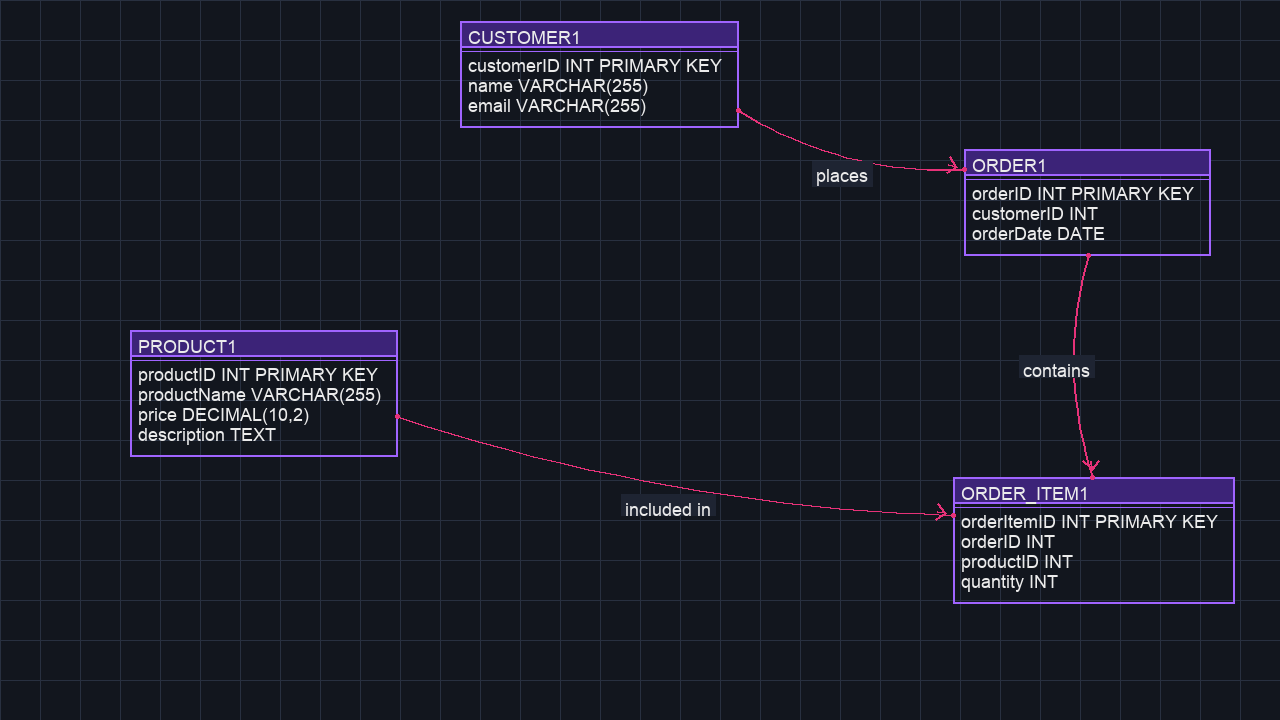 CUSTOMER1
customerID INT PRIMARY KEY
name VARCHAR(255)
email VARCHAR(255)
places
ORDER1
orderID INT PRIMARY KEY
customerID INT
orderDate DATE
PRODUCT1
productID INT PRIMARY KEY
productName VARCHAR(255)
price DECIMAL(10,2)
description TEXT
contains
included in
ORDER_ITEM1
orderItemID INT PRIMARY KEY
orderID INT
productID INT
quantity INT